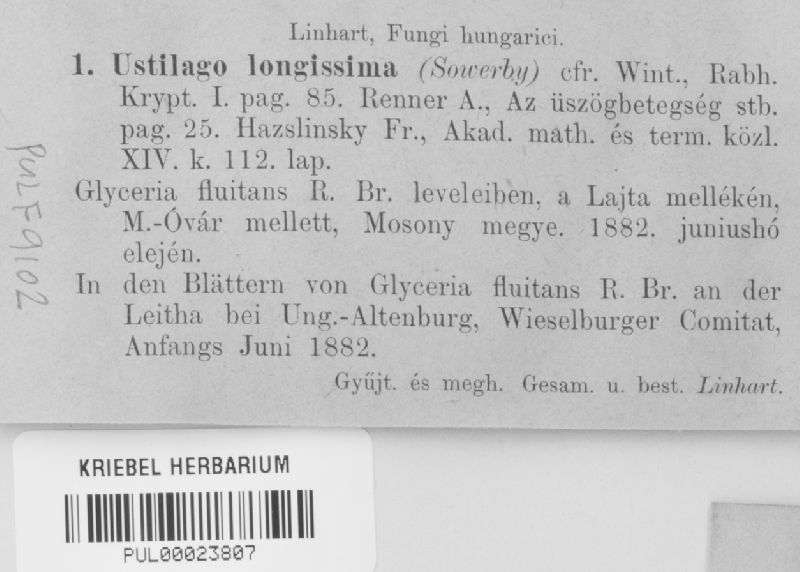 Linhart, Fungi hungarici.
1. Ustilago longissima (Sowerby) cfr. Wint., Rabh.
Krypt. I. pag. 85. Renner A., Az üszögbetegség stb.
pag. 25. Hazslinsky Fr., Akad. math. és term. közl.
XIV. k. 112. lap.
Glyceria fluitans R. Br. leveleiben, a Lajta mellékén,
M.-Óvár mellett, Mosony megye. 1882. juniushó
elején.
In den Blättern von Glyceria fluitans R. Br. an der
Leitha bei Ung.-Altenburg, Wieselburger Comitat,
Anfangs Juni 1882.
Gyűjt. és megh. Gesam. u. best. Linhart.
PULF9102
KRIEBEL HERBARIUM
PUL00023807